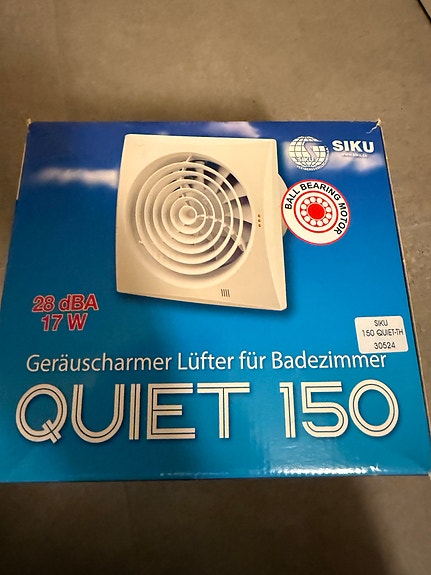 SIKU
BALL BEARING MOTOR
28 dBA
17 W
SIKU
150 QUIET-TH
30524
Geräuscharmer Lüfter für Badezimmer
QUIET 150